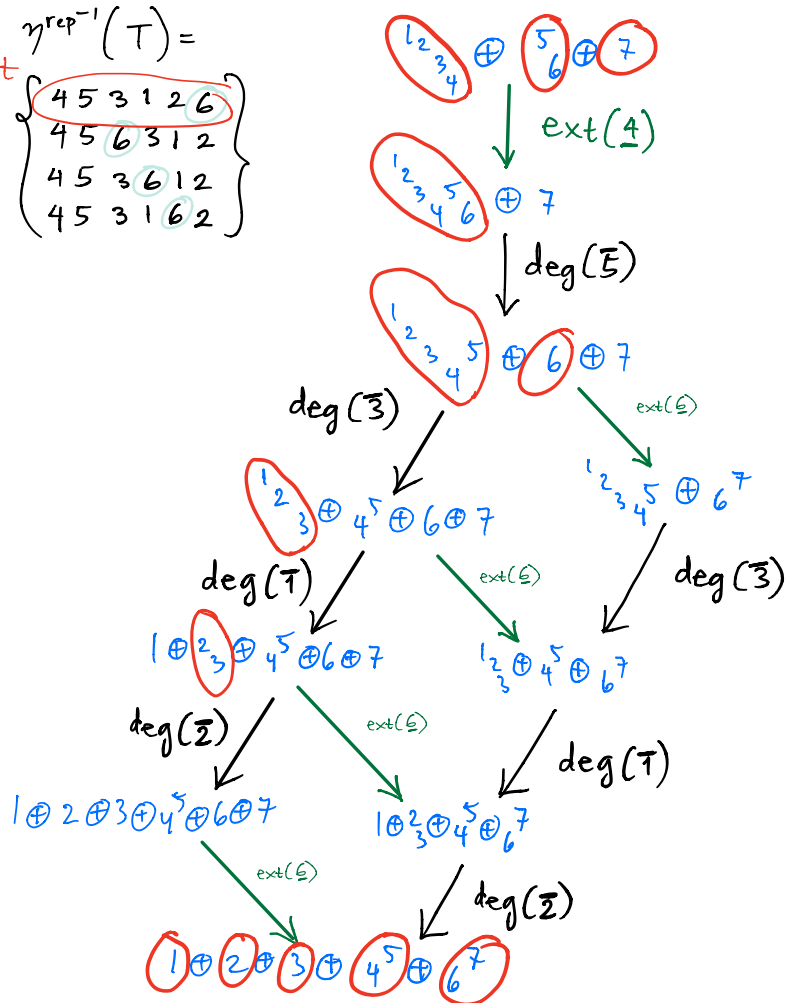 η^rep⁻¹(T) =
t
4 5 3 1 2 6
4 5 6 3 1 2
4 5 3 6 1 2
4 5 3 1 6 2
1 2 3 4 ⊕ 5 6 ⊕ 7
ext(4̲)
1 2 3 4 5 6 ⊕ 7
deg(5̅)
1 2 3 4 5 ⊕ 6 ⊕ 7
deg(3̅)
ext(6̲)
1 2 3 ⊕ 4 5 ⊕ 6 ⊕ 7
1 2 3 4 5 ⊕ 6 7
deg(1̅)
ext(6̲)
deg(3̅)
1 ⊕ 2 3 ⊕ 4 5 ⊕ 6 ⊕ 7
1 2 3 ⊕ 4 5 ⊕ 6 7
deg(2̅)
ext(6̲)
deg(1̅)
1 ⊕ 2 ⊕ 3 ⊕ 4 5 ⊕ 6 ⊕ 7
1 ⊕ 2 3 ⊕ 4 5 ⊕ 6 7
ext(6̲)
deg(2̅)
1 ⊕ 2 ⊕ 3 ⊕ 4 5 ⊕ 6 7